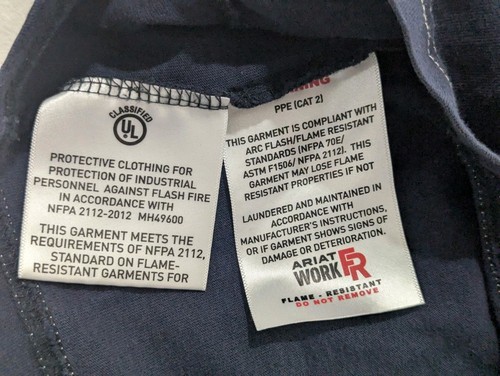 CLASSIFIED
UL
PROTECTIVE CLOTHING FOR
PROTECTION OF INDUSTRIAL
PERSONNEL AGAINST FLASH FIRE
IN ACCORDANCE WITH
NFPA 2112-2012 MH49600
THIS GARMENT MEETS THE
REQUIREMENTS OF NFPA 2112,
STANDARD ON FLAME-
RESISTANT GARMENTS FOR
PPE (CAT 2)
THIS GARMENT IS COMPLIANT WITH
ARC FLASH/FLAME RESISTANT
STANDARDS (NFPA 70E/
ASTM F1506/ NFPA 2112). THIS
GARMENT MAY LOSE FLAME
RESISTANT PROPERTIES IF NOT
LAUNDERED AND MAINTAINED IN
ACCORDANCE WITH
MANUFACTURER'S INSTRUCTIONS,
OR IF GARMENT SHOWS SIGNS OF
DAMAGE OR DETERIORATION.
ARIAT
WORK FR
FLAME - RESISTANT
DO NOT REMOVE